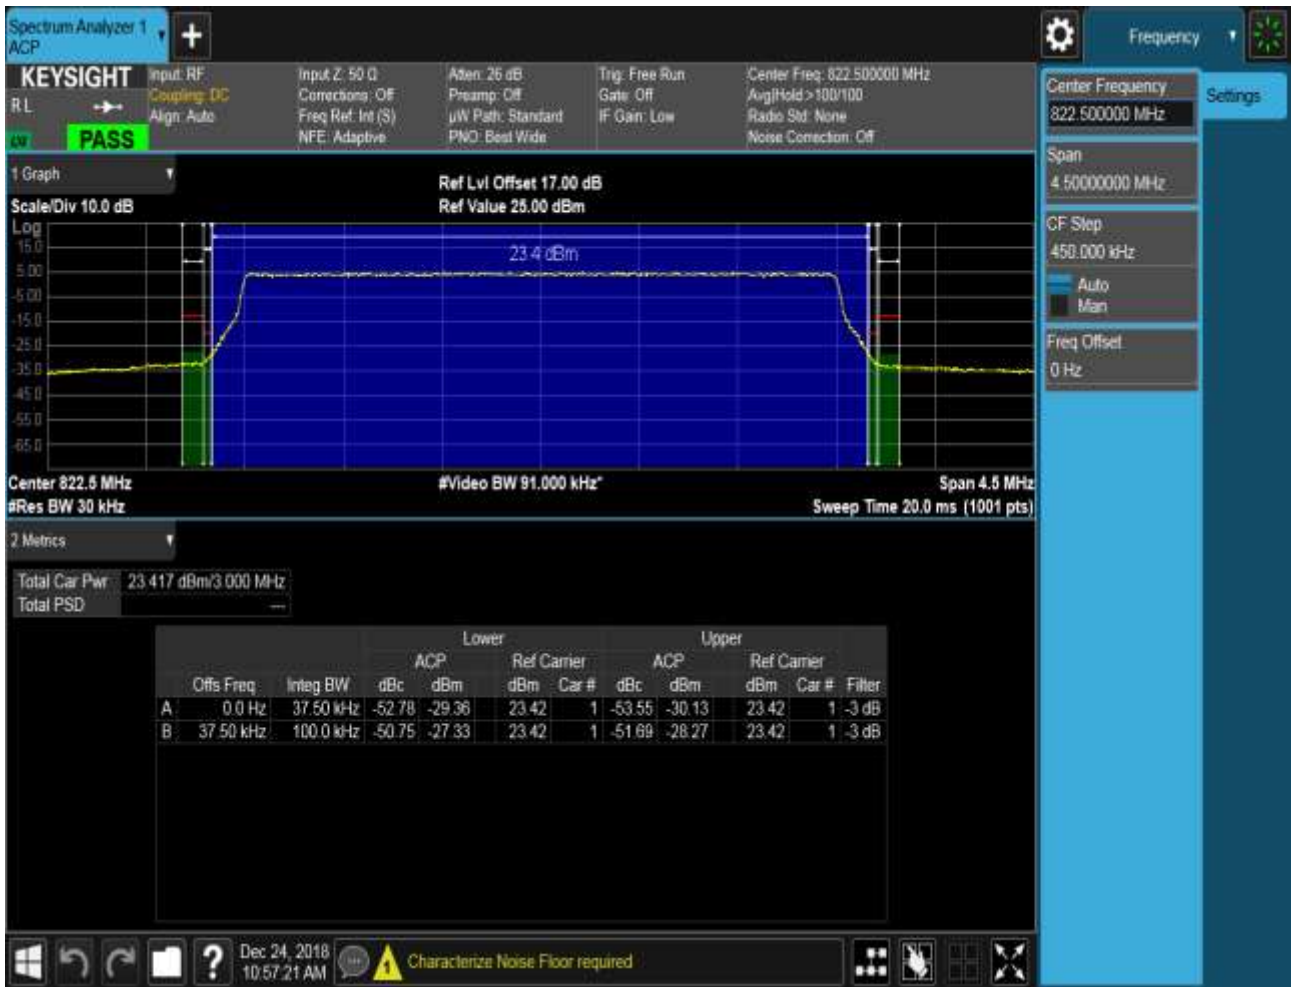 Spectrum Analyzer 1
ACP
Frequency
KEYSIGHT
R L
PASS
Input: RF
Coupling: DC
Align: Auto
Input Z: 50 Ω
Corrections: Off
Freq Ref: Int (S)
NFE: Adaptive
Atten: 26 dB
Preamp: Off
µW Path: Standard
PNO: Best Wide
Trig: Free Run
Gate: Off
IF Gain: Low
Center Freq: 822.500000 MHz
Avg|Hold:>100/100
Radio Std: None
Noise Correction: Off
Center Frequency
822.500000 MHz
Settings
Span
4.50000000 MHz
CF Step
450.000 kHz
Auto
Man
Freq Offset
0 Hz
1 Graph
Scale/Div 10.0 dB
Ref Lvl Offset 17.00 dB
Ref Value 25.00 dBm
Log
15.0
5.00
-5.00
-15.0
-25.0
-35.0
-45.0
-55.0
-65.0
23.4 dBm
Center 822.5 MHz
#Res BW 30 kHz
#Video BW 91.000 kHz*
Span 4.5 MHz
Sweep Time 20.0 ms (1001 pts)
2 Metrics
Total Car Pwr 23.417 dBm/3.000 MHz
Total PSD ---
Lower Upper
ACP Ref Carrier ACP Ref Carrier
Offs Freq Integ BW dBc dBm dBm Car # dBc dBm dBm Car # Filter
A 0.0 Hz 37.50 kHz -52.78 -29.36 23.42 1 -53.55 -30.13 23.42 1 -3 dB
B 37.50 kHz 100.0 kHz -50.75 -27.33 23.42 1 -51.69 -28.27 23.42 1 -3 dB
?
Dec 24, 2018
10:57:21 AM
1
Characterize Noise Floor required